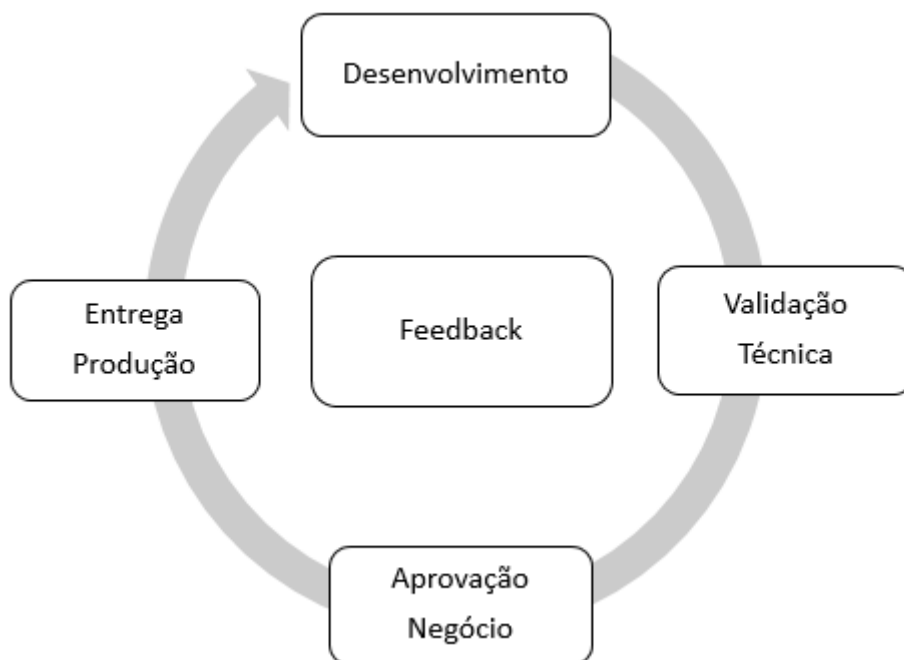 Desenvolvimento
Entrega
Produção
Feedback
Validação
Técnica
Aprovação
Negócio